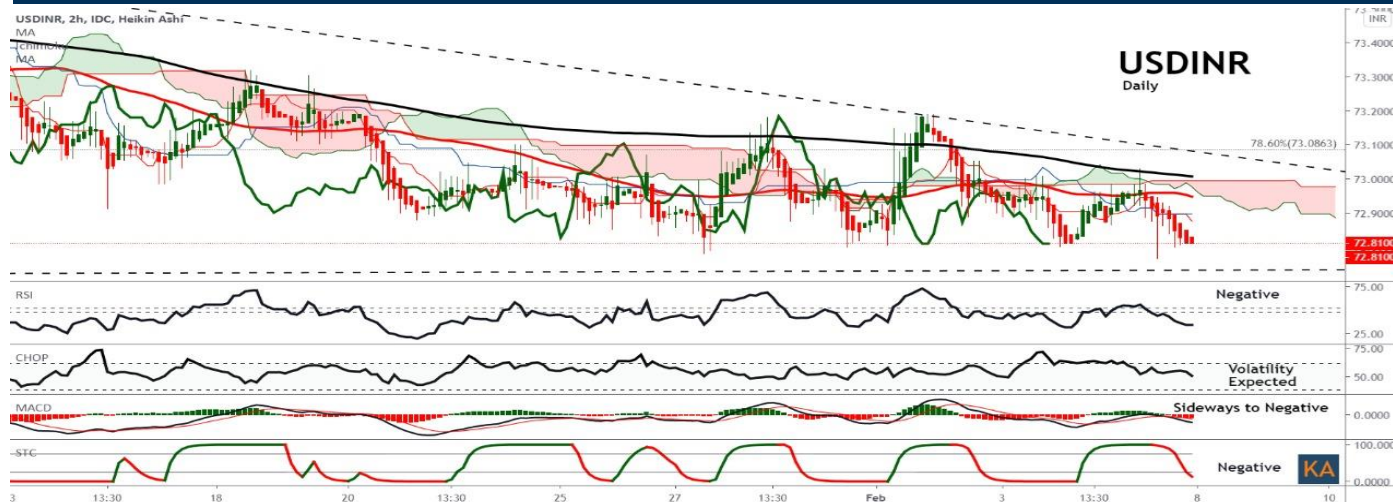 USDINR, 2h, IDC, Heikin Ashi
MA
Ichimoku
MA
USDINR
Daily
INR
73.4000
73.3000
73.2000
73.1000
73.0000
72.9000
72.8100
72.8100
78.60%(73.0863)
RSI
Negative
75.00
25.00
CHOP
Volatility
Expected
75.00
50.00
MACD
Sideways to Negative
0.0000
STC
Negative
KA
100.0000
0.0000
3 13:30 18 20 13:30 25 27 13:30 Feb 3 13:30 8 10